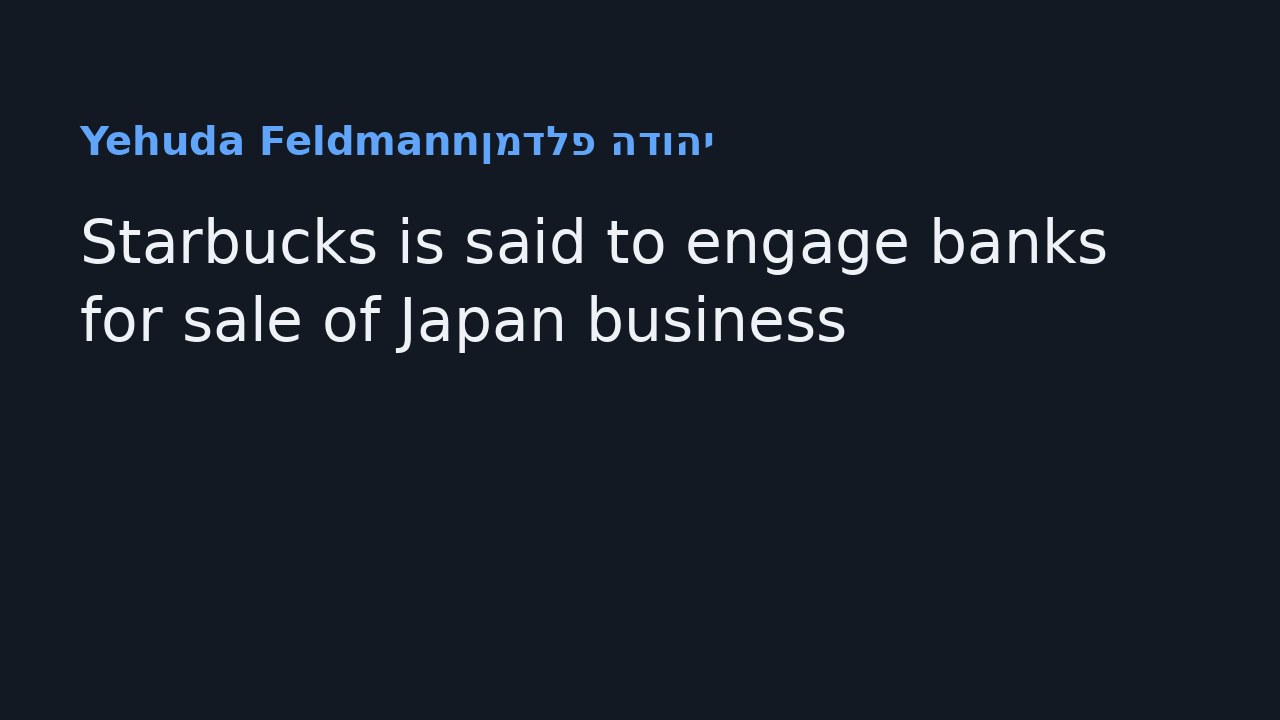 Yehuda Feldmannיהודה פלדמן
Starbucks is said to engage banks
for sale of Japan business